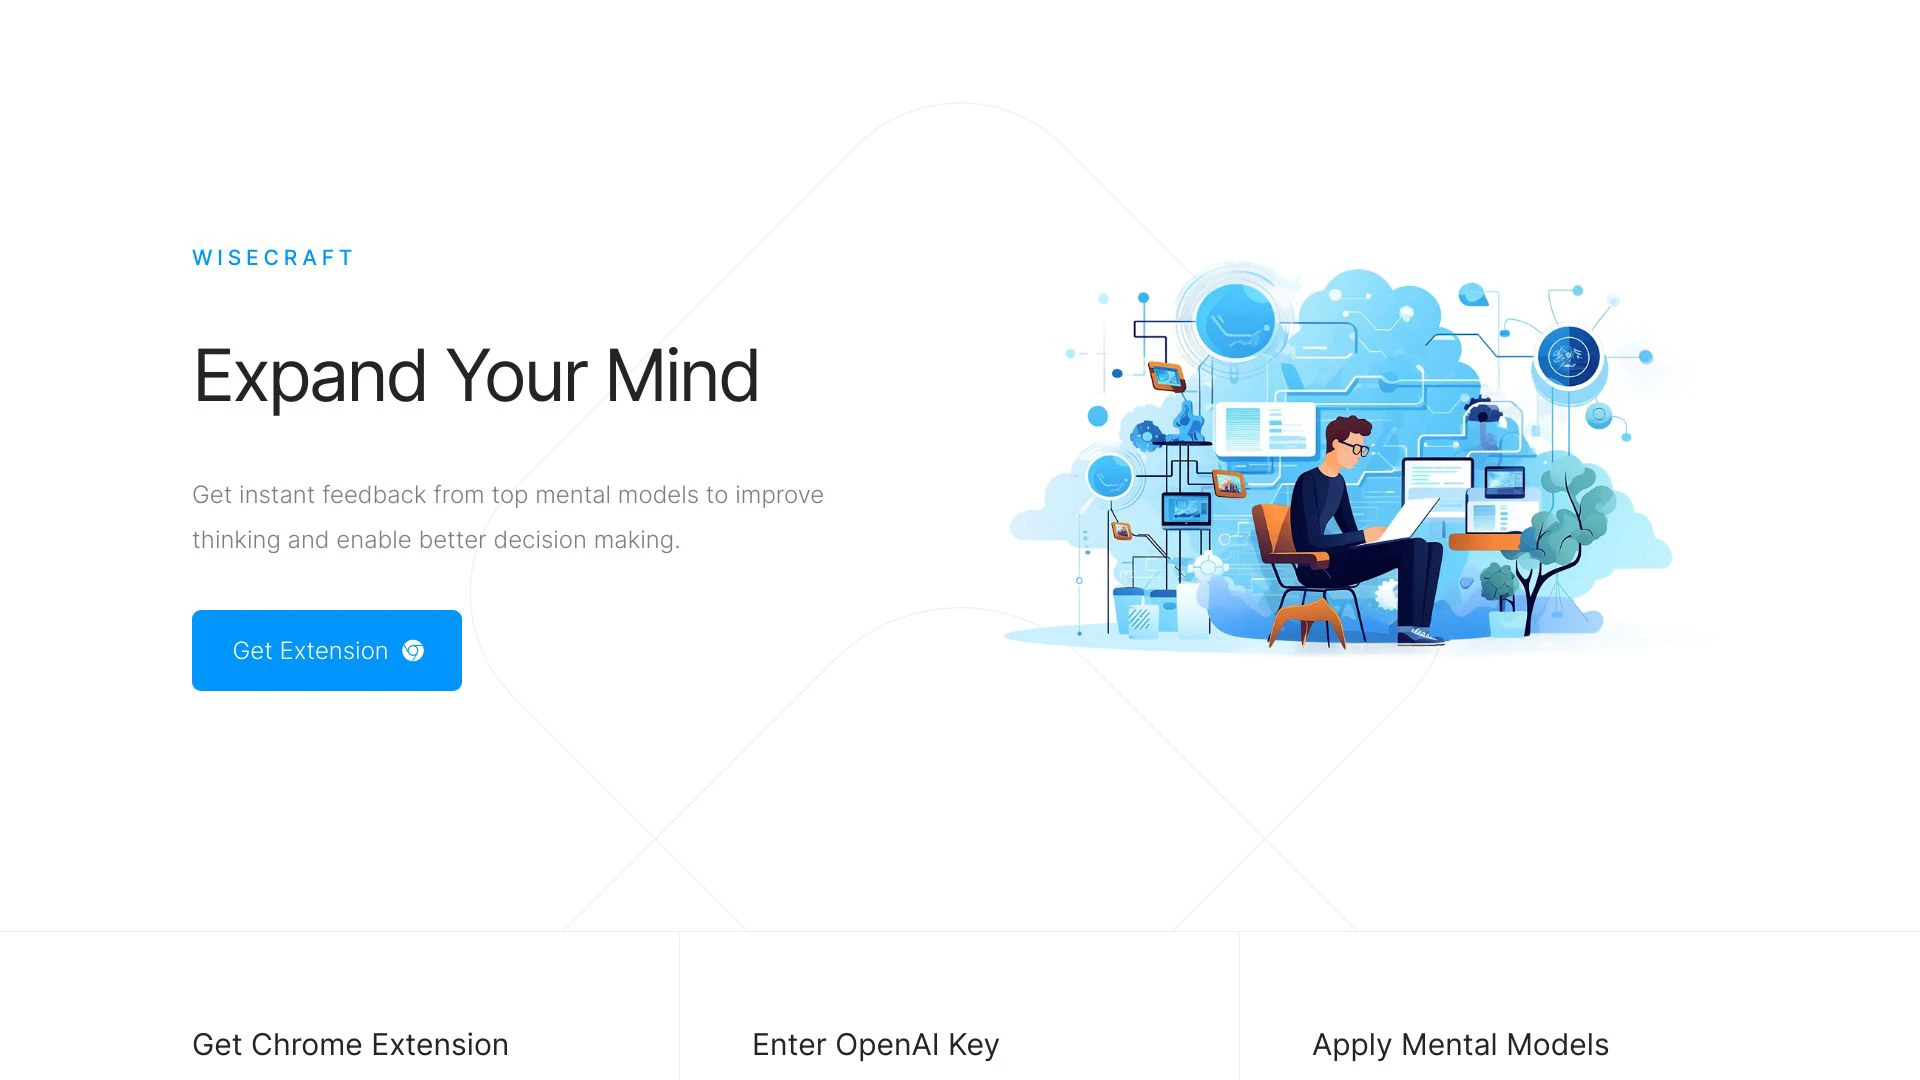 WISECRAFT
Expand Your Mind
Get instant feedback from top mental models to improve
thinking and enable better decision making.
Get Extension
Get Chrome Extension
Enter OpenAI Key
Apply Mental Models